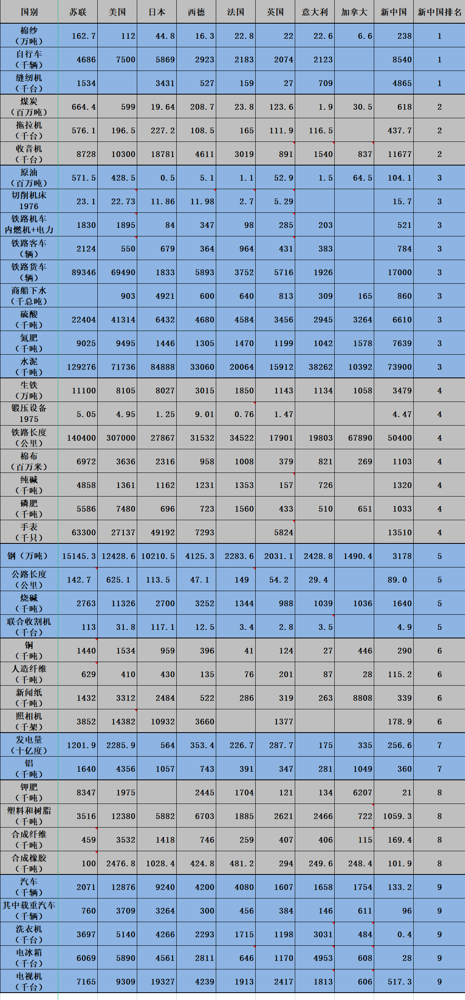 国别 苏联 美国 日本 西德 法国 英国 意大利 加拿大 新中国 新中国排名
棉纱
（万吨） 162.7 112 44.8 16.3 22.8 22 22.6 6.6 238 1
自行车
（千辆） 4686 7500 5869 2923 2183 2074 2123 8540 1
缝纫机
（千台） 1534 3431 527 159 27 709 4865 1
煤炭
（百万吨） 664.4 599 19.64 208.7 23.8 123.6 1.9 30.5 618 2
拖拉机
（千台） 576.1 196.5 227.2 108.5 165 111.9 116.5 437.7 2
收音机
（千台） 8728 10300 18781 4611 3019 891 1540 837 11677 2
原油
（百万吨） 571.5 428.5 0.5 5.1 1.1 52.9 1.5 64.5 104.1 3
切削机床
1976 23.1 22.73 11.86 11.98 2.7 5.29 15.7 3
铁路机车
内燃机+电力 1830 1895 84 347 98 285 203 521 3
铁路客车
（辆） 2124 550 679 364 964 431 383 784 3
铁路货车
（辆） 89346 69490 1833 5893 3752 5716 1926 17000 3
商船下水
（千总吨） 903 4921 600 640 813 309 165 860 3
硫酸
（千吨） 22404 41314 6432 4680 4584 3456 2945 3264 6610 3
氮肥
（千吨） 9025 9495 1446 1305 1470 1199 1042 1578 7639 3
水泥
（千吨） 129276 71736 84888 33060 20064 15912 38262 10392 73900 3
生铁
（万吨） 11100 8105 8027 3015 1850 1143 1134 1058 3479 4
锻压设备
1975 5.05 4.95 1.25 9.01 0.76 1.47 4.47 4
铁路长度
（公里） 140400 307000 27867 31532 34522 17901 19803 67890 50400 4
棉布
（百万米） 6972 3636 2316 958 1008 379 821 269 1103 4
纯碱
（千吨） 4858 1361 1162 1231 1353 157 726 1320 4
磷肥
（千吨） 5586 7480 696 723 1560 433 510 651 1033 4
手表
（千只） 63300 27137 49192 7293 5824 13510 4
钢（万吨） 15145.3 12428.6 10210.5 4125.3 2283.6 2031.1 2428.8 1490.4 3178 5
公路长度
（公里） 142.7 625.1 113.5 47.1 149 54.2 29.4 89.0 5
烧碱
（千吨） 2763 11326 2700 3252 1344 988 1039 1036 1640 5
联合收割机
（千台） 113 31.8 117.1 12.5 3.4 2.8 3.5 4.9 5
铜
（千吨） 1440 1534 959 396 41 124 27 446 290 6
人造纤维
（千吨） 629 410 430 135 76 201 87 28 115.2 6
新闻纸
（千吨） 1432 3312 2484 522 286 319 263 8808 339 6
照相机
（千架） 3852 14382 10932 3660 1377 178.9 6
发电量
（十亿度） 1201.9 2285.9 564 353.4 226.7 287.7 175 335 256.6 7
铝
（千吨） 1640 4356 1057 743 391 347 281 1049 360 7
钾肥
（千吨） 8347 1975 2445 1704 121 134 6207 21 8
塑料和树脂
（千吨） 3516 12380 5882 6703 1885 2621 2466 722 1059.3 8
合成纤维
（千吨） 459 3532 1418 746 259 407 406 115 169.4 8
合成橡胶
（千吨） 100 2476.8 1028.4 424.8 481.2 294 249.6 248.4 101.9 8
汽车
（千辆） 2071 12876 9240 4200 4080 1607 1658 1754 133.2 9
其中载重汽车
（千辆） 760 3709 3264 300 456 384 146 611 96 9
洗衣机
（千台） 3697 5140 4266 2293 1715 1198 3031 484 0.4 9
电冰箱
（千台） 6069 5890 4561 2811 646 1170 4953 608 28 9
电视机
（千台） 7165 9309 19327 4239 1913 2417 1813 606 517.3 9